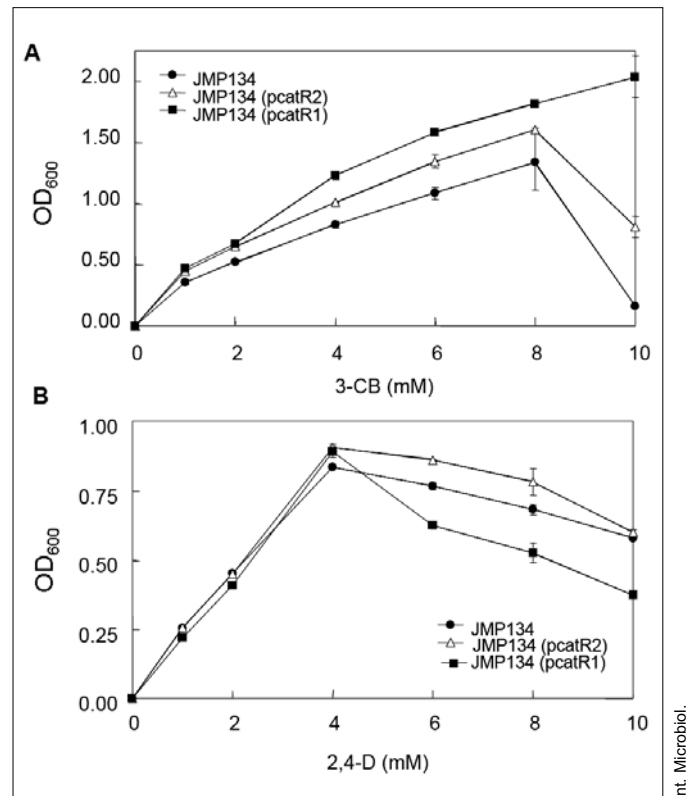 A
JMP134
JMP134 (pcatR2)
JMP134 (pcatR1)
2.00
1.50
1.00
0.50
0.00
OD600
0 2 4 6 8 10
3-CB (mM)
B
1.00
0.75
0.50
0.25
0.00
OD600
JMP134
JMP134 (pcatR2)
JMP134 (pcatR1)
0 2 4 6 8 10
2,4-D (mM)
nt. Microbiol.